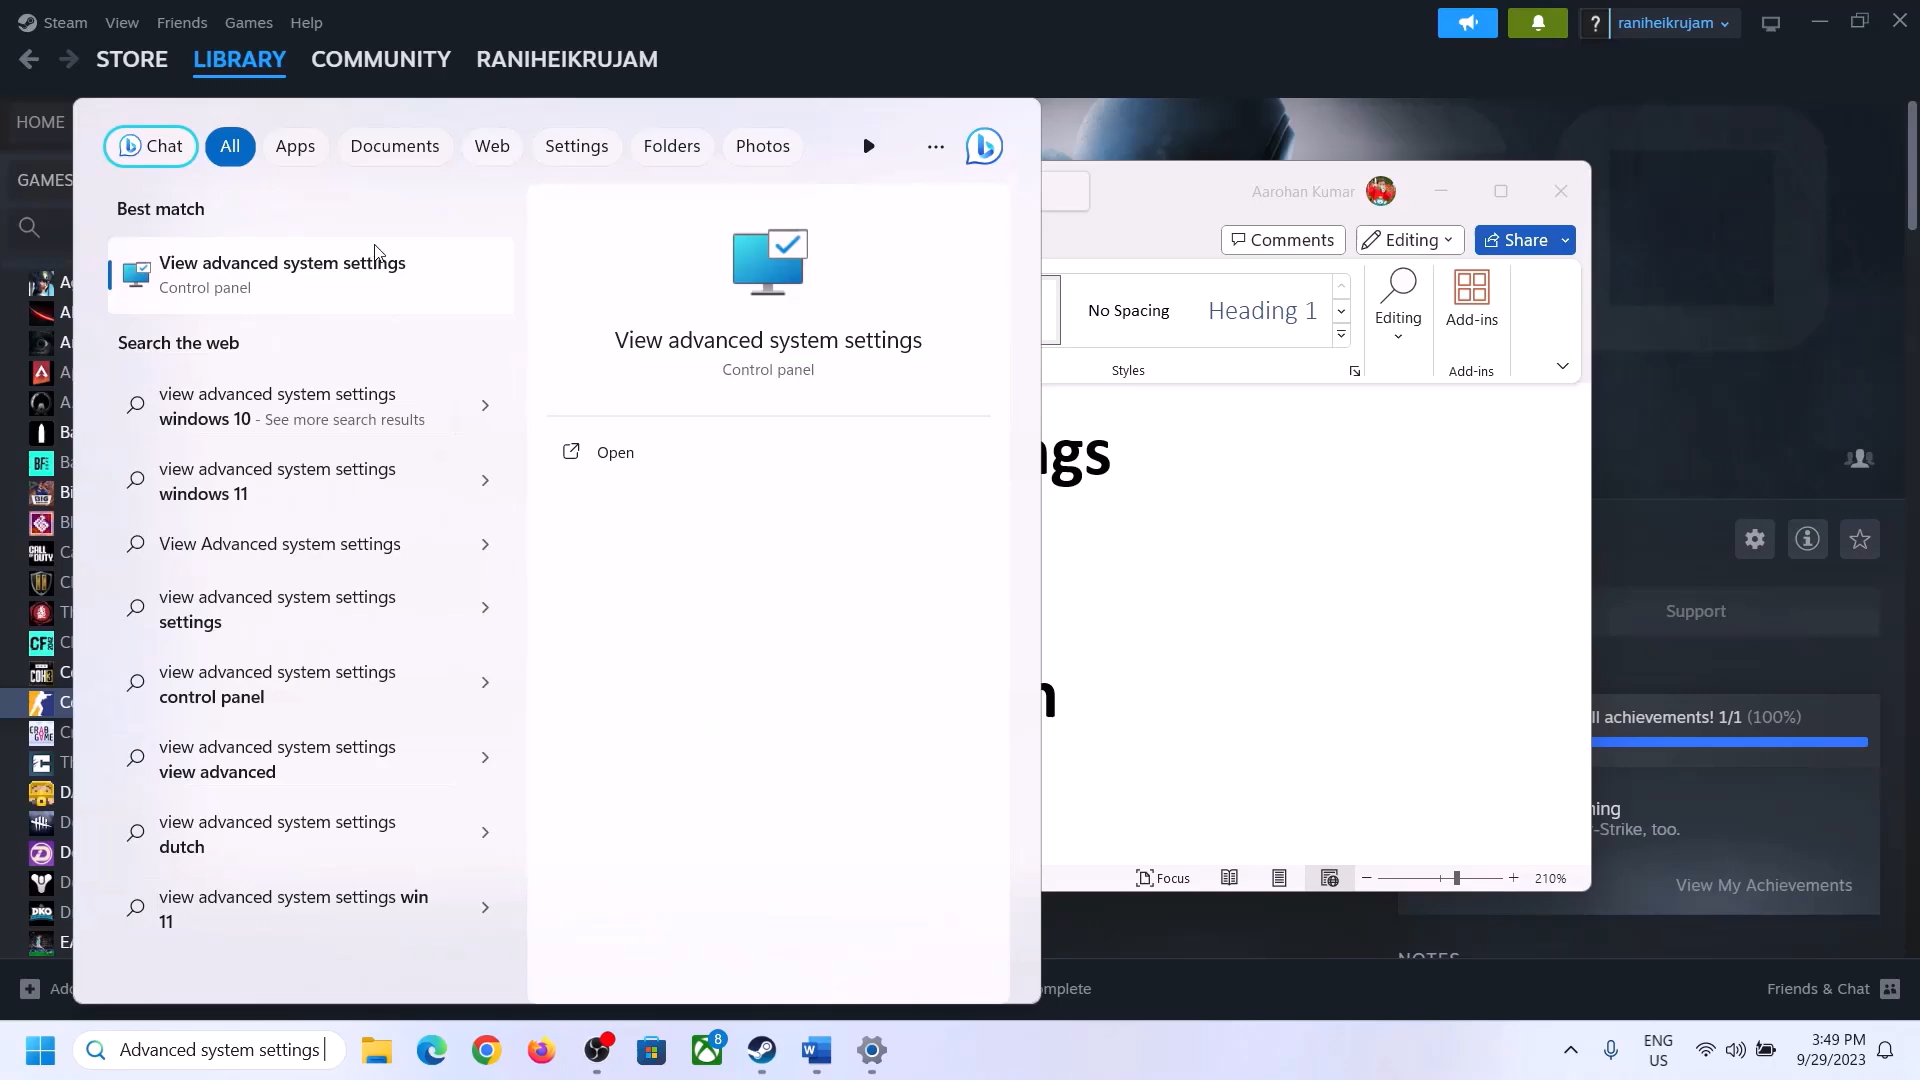 Steam View Friends Games Help
raniheikrujam
STORE LIBRARY COMMUNITY RANIHEIKRUJAM
HOME
GAMES
Chat All Apps Documents Web Settings Folders Photos
Best match
View advanced system settings
Control panel
Search the web
view advanced system settings
windows 10 - See more search results
view advanced system settings
windows 11
View Advanced system settings
view advanced system settings
settings
view advanced system settings
control panel
view advanced system settings
view advanced
view advanced system settings
dutch
view advanced system settings win
11
View advanced system settings
Control panel
Open
Aarohan Kumar
Comments Editing Share
No Spacing Heading 1
Editing
Add-ins
Styles
Add-ins
ngs
n
Focus
210%
Support
ll achievements! 1/1 (100%)
ning
-Strike, too.
View My Achievements
NOTES
Add
mplete
Friends & Chat
Advanced system settings
8
ENG
US
3:49 PM
9/29/2023